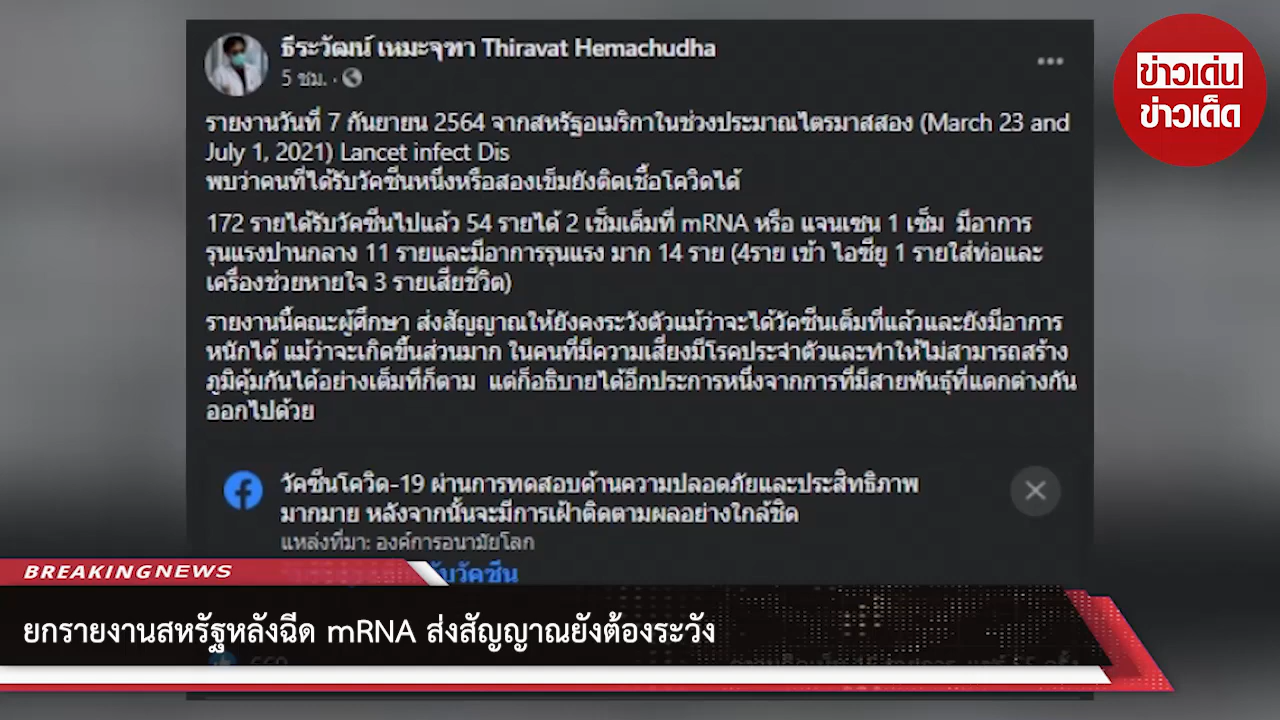 ธีระวัฒน์ เหมะจุฑา Thiravat Hemachudha
5 ชม. ·
ข่าวเด่น
ข่าวเด็ด
รายงานวันที่ 7 กันยายน 2564 จากสหรัฐอเมริกาในช่วงประมาณไตรมาสสอง (March 23 and
July 1, 2021) Lancet infect Dis
พบว่าคนที่ได้รับวัคซีนหนึ่งหรือสองเข็มยังติดเชื้อโควิดได้
172 รายได้รับวัคซีนไปแล้ว 54 รายได้ 2 เข็มเต็มที่ mRNA หรือ แจนเซน 1 เข็ม มีอาการ
รุนแรงปานกลาง 11 รายและมีอาการรุนแรง มาก 14 ราย (4ราย เข้า ไอซียู 1 รายใส่ท่อและ
เครื่องช่วยหายใจ 3 รายเสียชีวิต)
รายงานนี้คณะผู้ศึกษา ส่งสัญญาณให้ยังคงระวังตัวแม้ว่าจะได้วัคซีนเต็มที่แล้วและยังมีอาการ
หนักได้ แม้ว่าจะเกิดขึ้นส่วนมาก ในคนที่มีความเสี่ยงมีโรคประจำตัวและทำให้ไม่สามารถสร้าง
ภูมิคุ้มกันได้อย่างเต็มที่ก็ตาม แต่ก็อธิบายได้อีกประการหนึ่งจากการที่มีสายพันธุ์ที่แตกต่างกัน
ออกไปด้วย
วัคซีนโควิด-19 ผ่านการทดสอบด้านความปลอดภัยและประสิทธิภาพ
มากมาย หลังจากนั้นจะมีการเฝ้าติดตามผลอย่างใกล้ชิด
แหล่งที่มา: องค์การอนามัยโลก
รับวัคซีน
BREAKINGNEWS
ยกรายงานสหรัฐหลังฉีด mRNA ส่งสัญญาณยังต้องระวัง